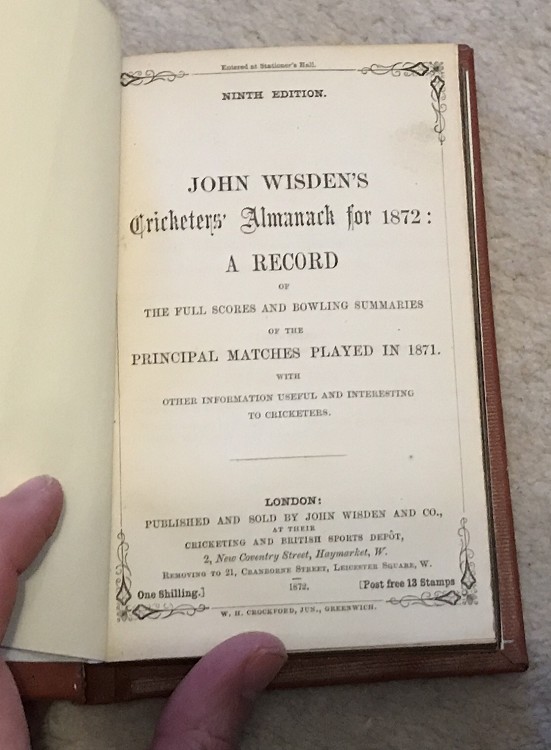 Entered at Stationer's Hall.
NINTH EDITION.
JOHN WISDEN'S
Cricketers' Almanack for 1872:
A RECORD
OF
THE FULL SCORES AND BOWLING SUMMARIES
OF THE
PRINCIPAL MATCHES PLAYED IN 1871.
WITH
OTHER INFORMATION USEFUL AND INTERESTING
TO CRICKETERS.
LONDON:
PUBLISHED AND SOLD BY JOHN WISDEN AND CO.,
AT THEIR
CRICKETING AND BRITISH SPORTS DEPÔT,
2, New Coventry Street, Haymarket, W.
REMOVING TO 21, CRANBORNE STREET, LEICESTER SQUARE, W.
1872.
One Shilling.] [Post free 13 Stamps
W. H. CROCKFORD, JUN., GREENWICH.